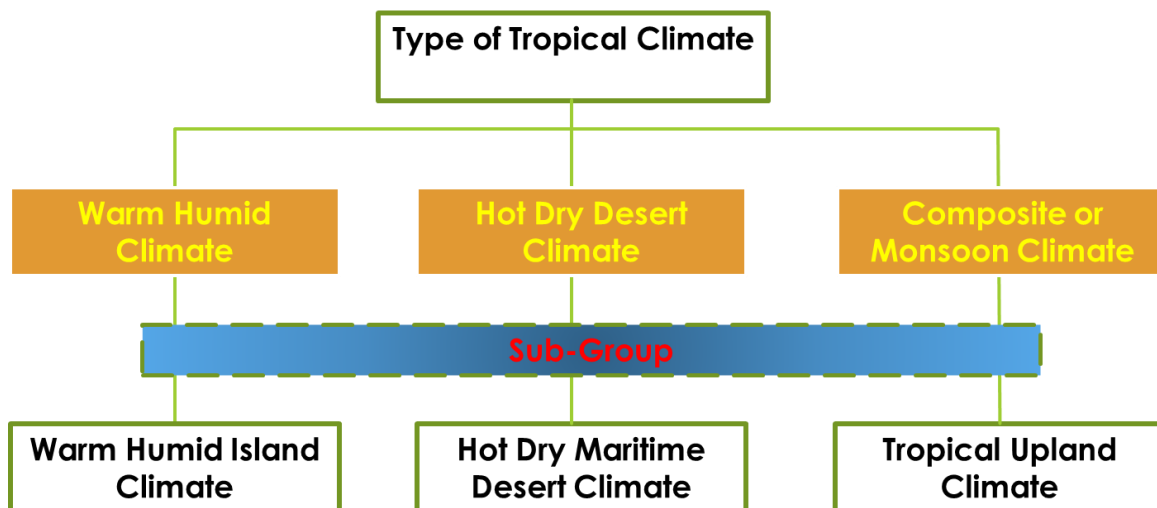 Type of Tropical Climate
Warm Humid
Climate
Hot Dry Desert
Climate
Composite or
Monsoon Climate
Sub-Group
Warm Humid Island
Climate
Hot Dry Maritime
Desert Climate
Tropical Upland
Climate